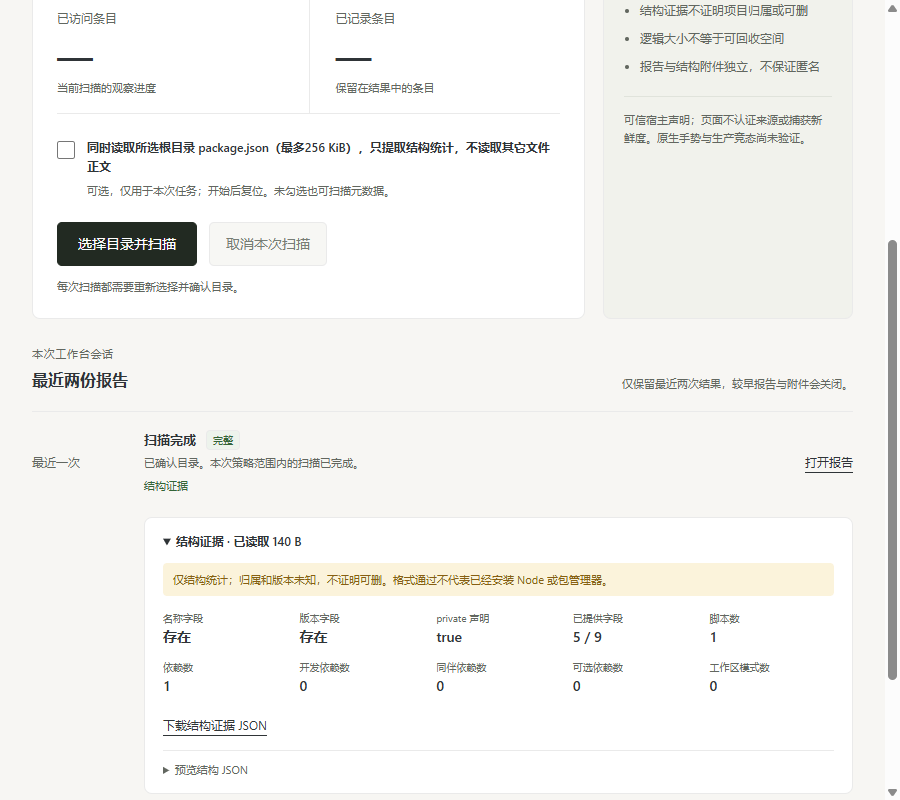 已访问条目
已记录条目
当前扫描的观察进度
保留在结果中的条目
同时读取所选根目录 package.json（最多256 KiB），只提取结构统计，不读取其它文件
正文
可选，仅用于本次任务；开始后复位。未勾选也可扫描元数据。
选择目录并扫描
取消本次扫描
每次扫描都需要重新选择并确认目录。
结构证据不证明项目归属或可删
逻辑大小不等于可回收空间
报告与结构附件独立，不保证匿名
可信宿主声明；页面不认证来源或捕获新
鲜度。原生手势与生产竞态尚未验证。
本次工作台会话
最近两份报告
仅保留最近两次结果，较早报告与附件会关闭。
最近一次
扫描完成 完整
已确认目录。本次策略范围内的扫描已完成。
结构证据
打开报告
结构证据 · 已读取 140 B
仅结构统计；归属和版本未知，不证明可删。格式通过不代表已经安装 Node 或包管理器。
名称字段 版本字段 private 声明 已提供字段 脚本数
存在 存在 true 5 / 9 1
依赖数 开发依赖数 同伴依赖数 可选依赖数 工作区模式数
1 0 0 0 0
下载结构证据 JSON
预览结构 JSON